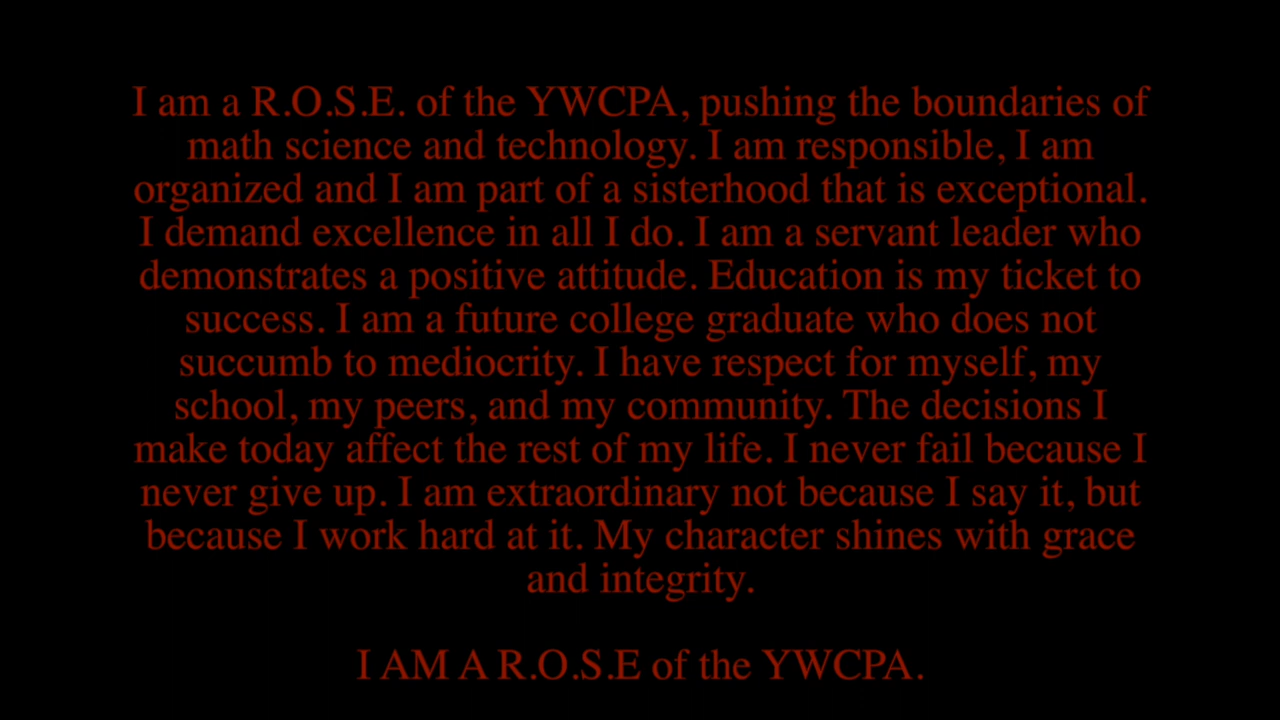 I am a R.O.S.E. of the YWCPA, pushing the boundaries of
math science and technology. I am responsible, I am
organized and I am part of a sisterhood that is exceptional.
I demand excellence in all I do. I am a servant leader who
demonstrates a positive attitude. Education is my ticket to
success. I am a future college graduate who does not
succumb to mediocrity. I have respect for myself, my
school, my peers, and my community. The decisions I
make today affect the rest of my life. I never fail because I
never give up. I am extraordinary not because I say it, but
because I work hard at it. My character shines with grace
and integrity.
I AM A R.O.S.E of the YWCPA.